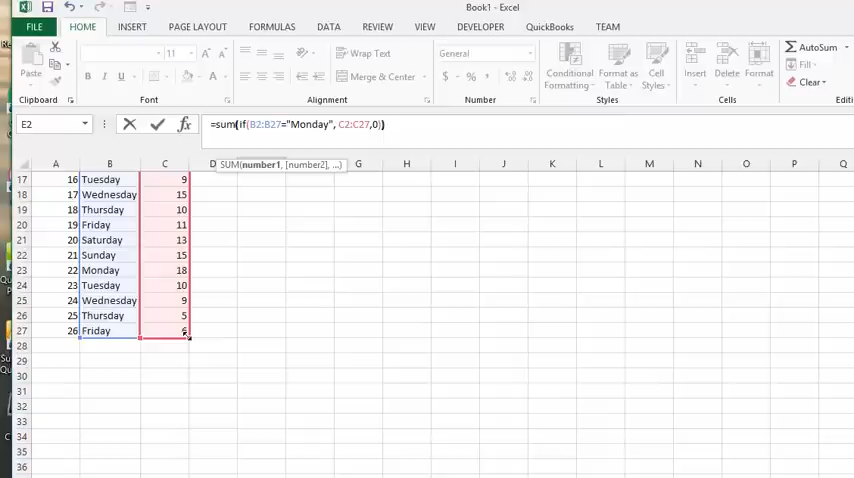 Book1 - Excel
FILE HOME INSERT PAGE LAYOUT FORMULAS DATA REVIEW VIEW DEVELOPER QuickBooks TEAM
Paste
Clipboard
11
B I U
Font
Wrap Text
Merge & Center
Alignment
General
$ % ,
Number
Conditional Formatting
Format as Table
Cell Styles
Styles
Insert Delete Format
Cells
AutoSum
Fill
Clear
Editi
E2
fx
=sum(if(B2:B27="Monday", C2:C27,0))
SUM(number1, [number2], ...)
A B C D G H I J K L M N O P Q
17 16 Tuesday 9
18 17 Wednesday 15
19 18 Thursday 10
20 19 Friday 11
21 20 Saturday 13
22 21 Sunday 15
23 22 Monday 18
24 23 Tuesday 10
25 24 Wednesday 9
26 25 Thursday 5
27 26 Friday
28
29
30
31
32
33
34
35
36